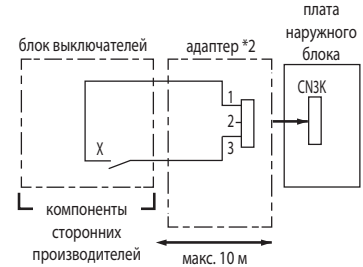 плата
наружного
блока
блок выключателей
адаптер *2
CN3K
1
2
3
X
компоненты
сторонних
производителей
макс. 10 м